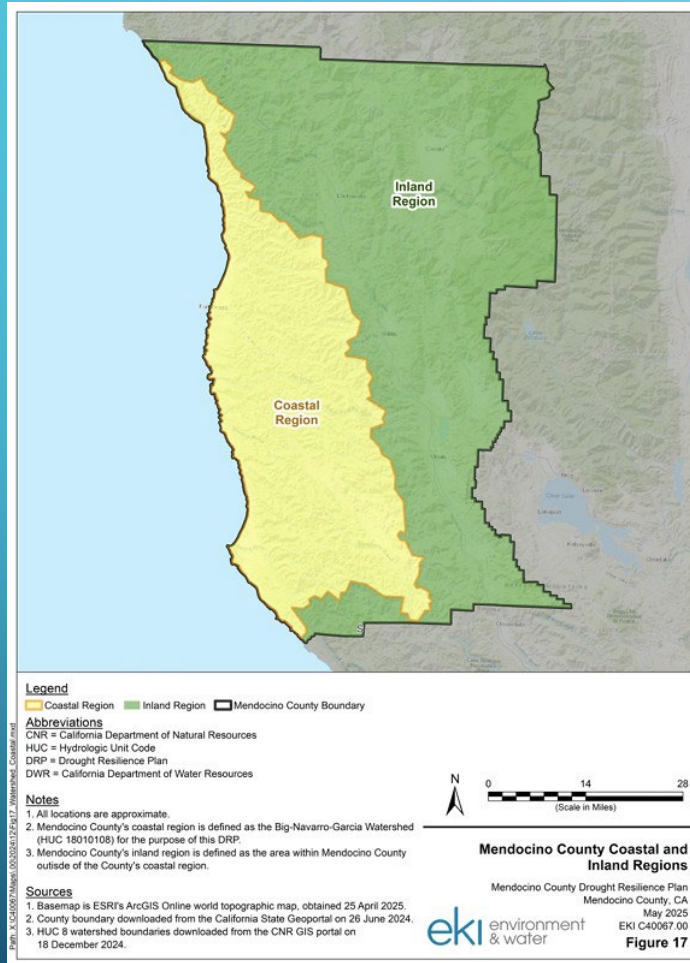 Inland
Region
Coastal
Region
Legend
Coastal Region Inland Region Mendocino County Boundary
Abbreviations
CNR = California Department of Natural Resources
HUC = Hydrologic Unit Code
DRP = Drought Resilience Plan
DWR = California Department of Water Resources
Notes
1. All locations are approximate.
2. Mendocino County's coastal region is defined as the Big-Navarro-Garcia Watershed
(HUC 18010108) for the purpose of this DRP.
3. Mendocino County's inland region is defined as the area within Mendocino County
outisde of the County's coastal region.
Sources
1. Basemap is ESRI's ArcGIS Online world topographic map, obtained 25 April 2025.
2. County boundary downloaded from the California State Geoportal on 26 June 2024.
3. HUC 8 watershed boundaries downloaded from the CNR GIS portal on
18 December 2024.
N
0 14 28
(Scale in Miles)
Mendocino County Coastal and
Inland Regions
Mendocino County Drought Resilience Plan
Mendocino County, CA
May 2025
EKI C40067.00
Figure 17
eki environment
& water